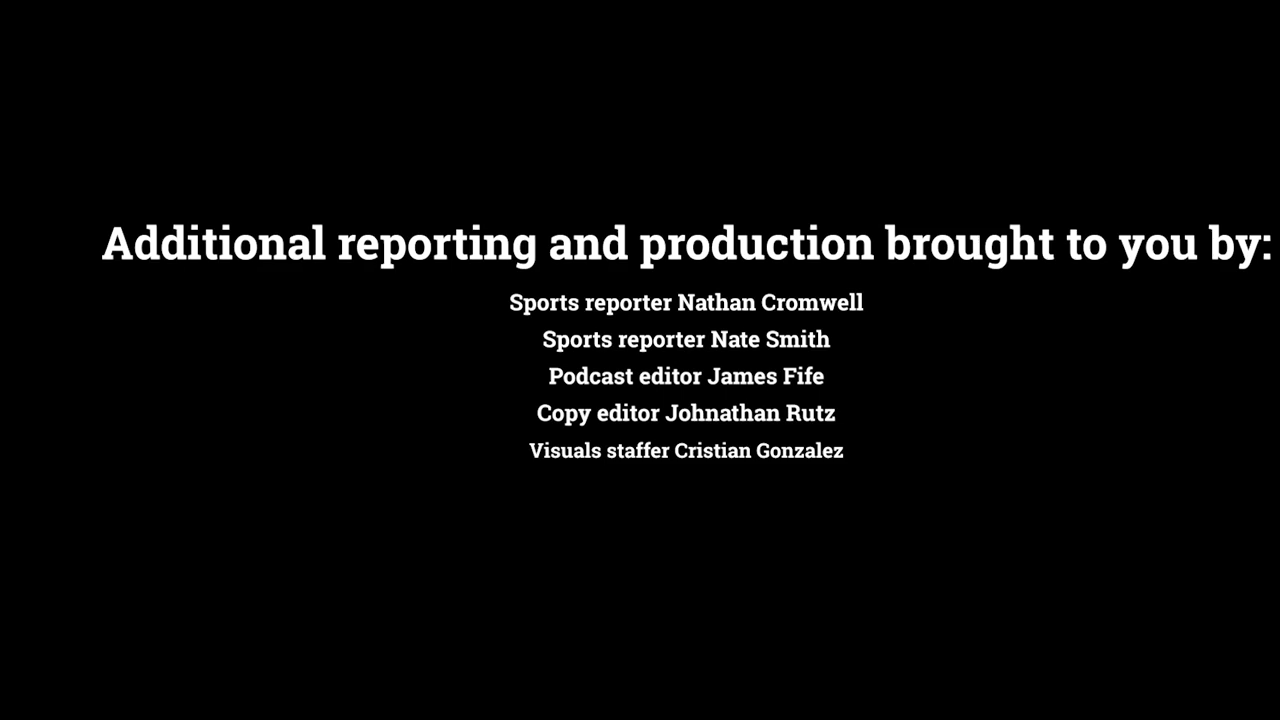 Additional reporting and production brought to you by:
Sports reporter Nathan Cromwell
Sports reporter Nate Smith
Podcast editor James Fife
Copy editor Johnathan Rutz
Visuals staffer Cristian Gonzalez